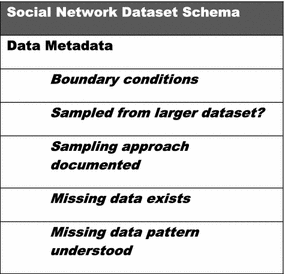 Social Network Dataset Schema
Data Metadata
Boundary conditions
Sampled from larger dataset?
Sampling approach
documented
Missing data exists
Missing data pattern
understood